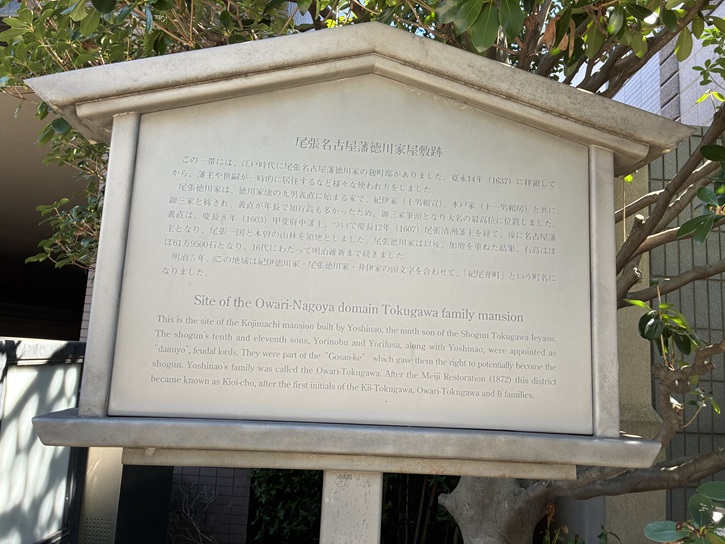 尾張名古屋藩徳川家屋敷跡
この一帯には、江戸時代に尾張名古屋藩徳川家の麹町邸がありました。寛永14年（1637）に拝領して
から、藩主や世嗣が一時的に居住するなど様々な使われ方をしました。
尾張徳川家は、徳川家康の九男義直に始まる家で、紀伊家（十男頼宣）、水戸家（十一男頼房）と共に、
御三家と称され、義直が年長で知行高も多かったため、御三家筆頭となり大名の最高位に位置しました。
義直は、慶長8年（1603）甲斐府中藩主、ついで慶長12年（1607）尾張清洲藩主を経て、後に名古屋藩
主となり、尾張一国と木曽の山林を領地としました。尾張徳川家は以後、加増を重ねた結果、石高はほ
ぼ61万9500石となり、16代にわたって明治維新まで続きました。
明治5年、この地域は紀伊徳川家・尾張徳川家・井伊家の頭文字を合わせて、「紀尾井町」という町名に
なりました。
Site of the Owari-Nagoya domain Tokugawa family mansion
This is the site of the Kojimachi mansion built by Yoshinao, the ninth son of the Shogun Tokugawa Ieyasu.
The shogun's tenth and eleventh sons, Yorinobu and Yorifusa, along with Yoshinao, were appointed as
"daimyo", feudal lords. They were part of the "Gosan-ke" which gave them the right to potentially become the
shogun. Yoshinao's family was called the Owari-Tokugawa. After the Meiji Restoration (1872) this district
became known as Kioi-cho, after the first initials of the Kii-Tokugawa, Owari-Tokugawa and Ii families.